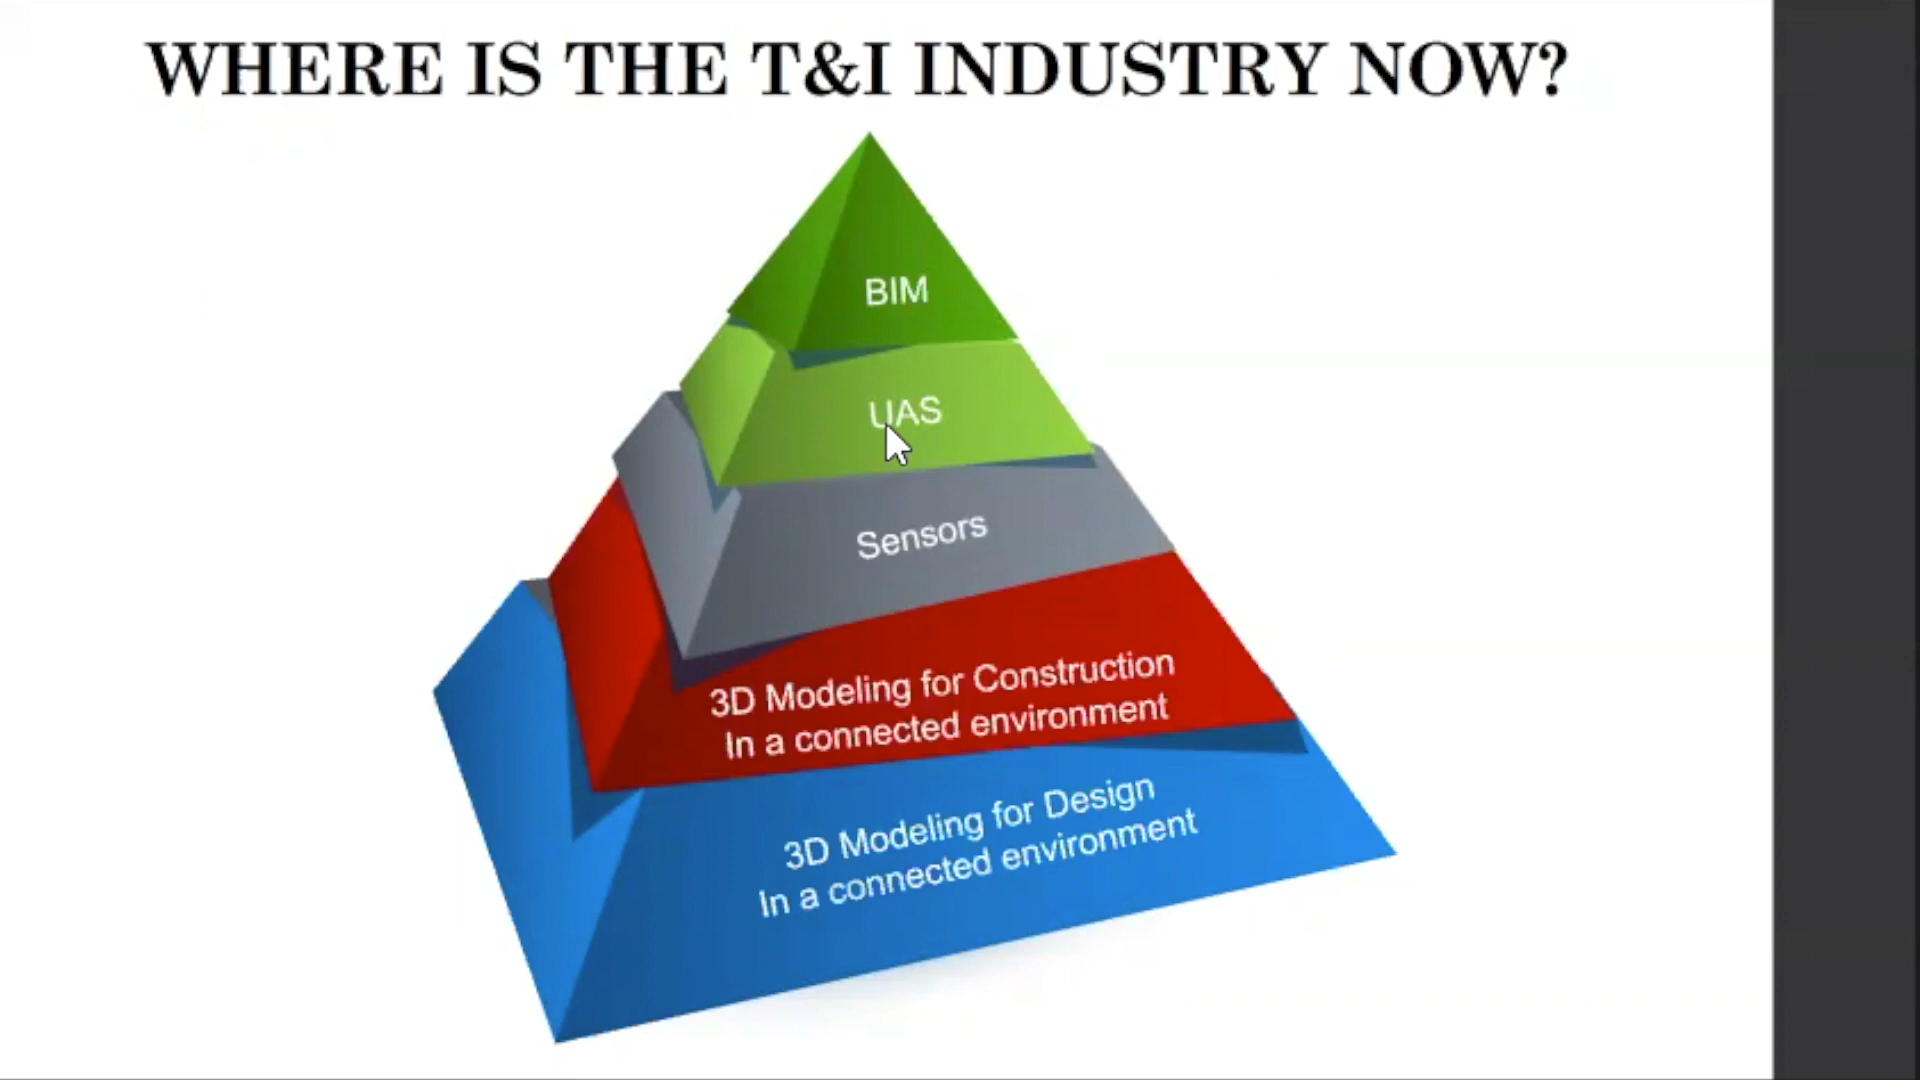 WHERE IS THE T&I INDUSTRY NOW?
BIM
UAS
Sensors
3D Modeling for Construction
In a connected environment
3D Modeling for Design
In a connected environment